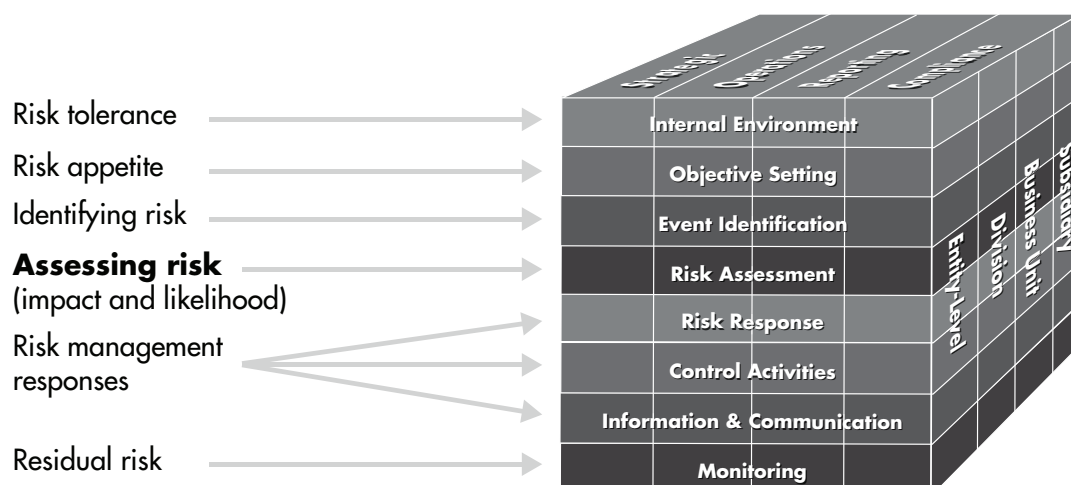 Strategic
Operations
Reporting
Compliance
Risk tolerance
Internal Environment
Risk appetite
Objective Setting
Identifying risk
Event Identification
Assessing risk
(impact and likelihood)
Risk Assessment
Risk management
responses
Risk Response
Control Activities
Information & Communication
Residual risk
Monitoring
Entity-Level
Division
Business Unit
Subsidiary